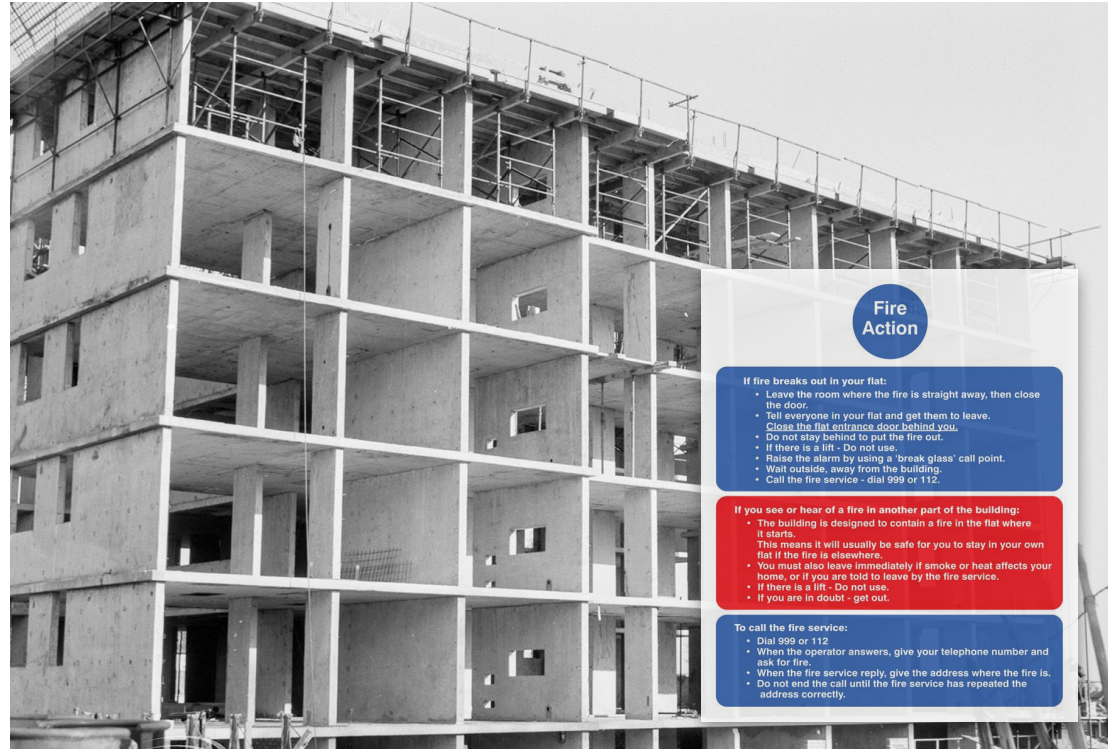 Fire
Action
If fire breaks out in your flat:
• Leave the room where the fire is straight away, then close
the door.
• Tell everyone in your flat and get them to leave.
Close the flat entrance door behind you.
• Do not stay behind to put the fire out.
• If there is a lift - Do not use.
• Raise the alarm by using a 'break glass' call point.
• Wait outside, away from the building.
• Call the fire service - dial 999 or 112.
If you see or hear of a fire in another part of the building:
• The building is designed to contain a fire in the flat where
it starts.
This means it will usually be safe for you to stay in your own
flat if the fire is elsewhere.
• You must also leave immediately if smoke or heat affects your
home, or if you are told to leave by the fire service.
• If there is a lift - Do not use.
• If you are in doubt - get out.
To call the fire service:
• Dial 999 or 112
• When the operator answers, give your telephone number and
ask for fire.
• When the fire service reply, give the address where the fire is.
• Do not end the call until the fire service has repeated the
address correctly.